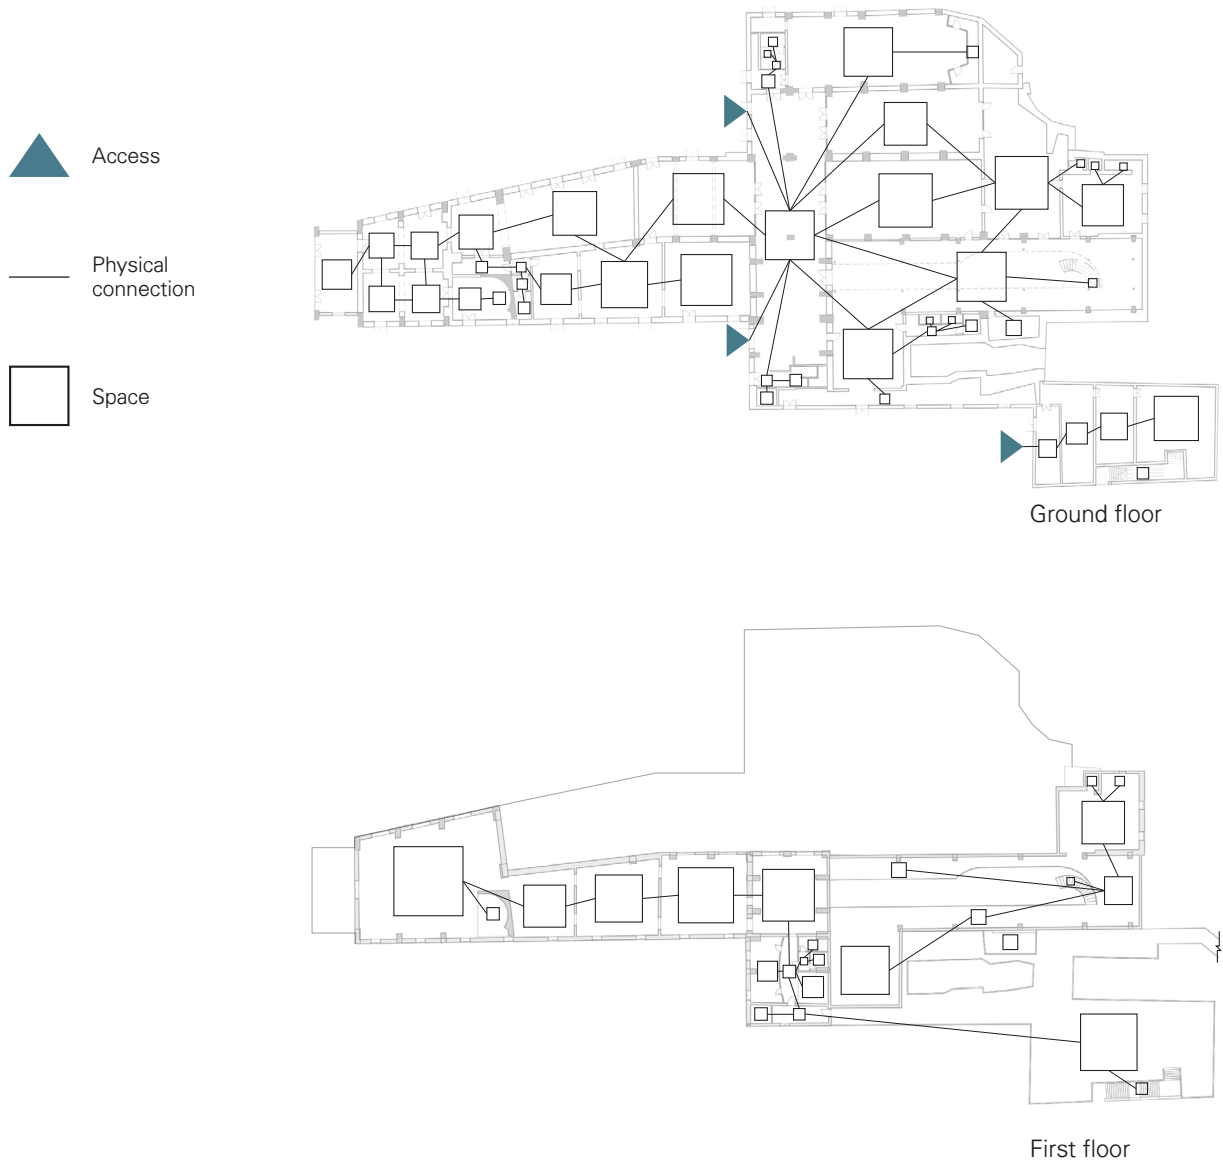 Access
Physical
connection
Space
Ground floor
First floor